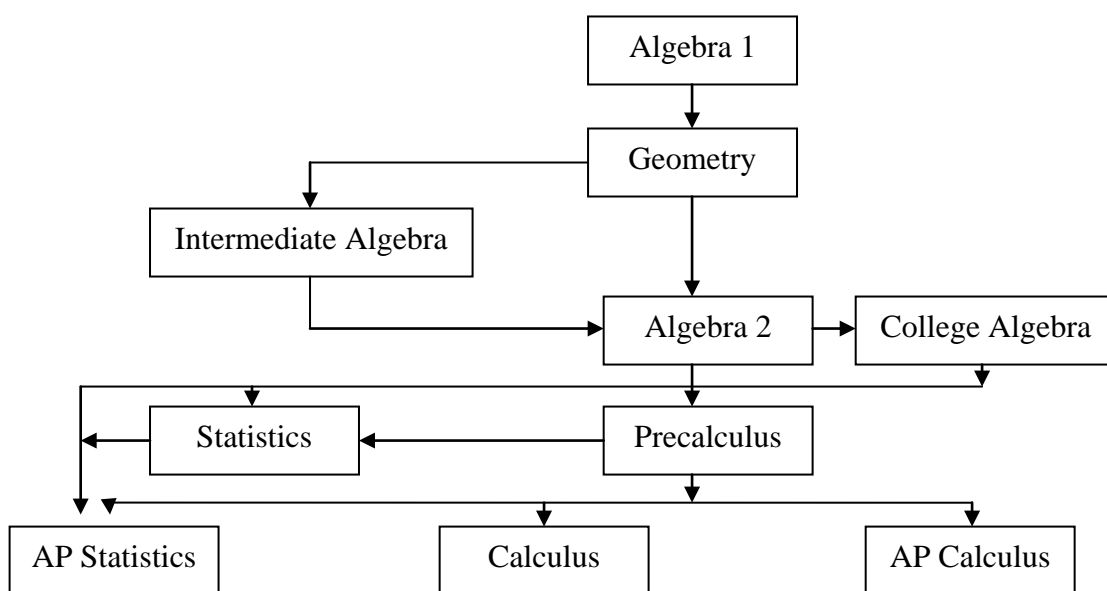 Algebra 1
Geometry
Intermediate Algebra
Algebra 2
College Algebra
Statistics
Precalculus
AP Statistics
Calculus
AP Calculus